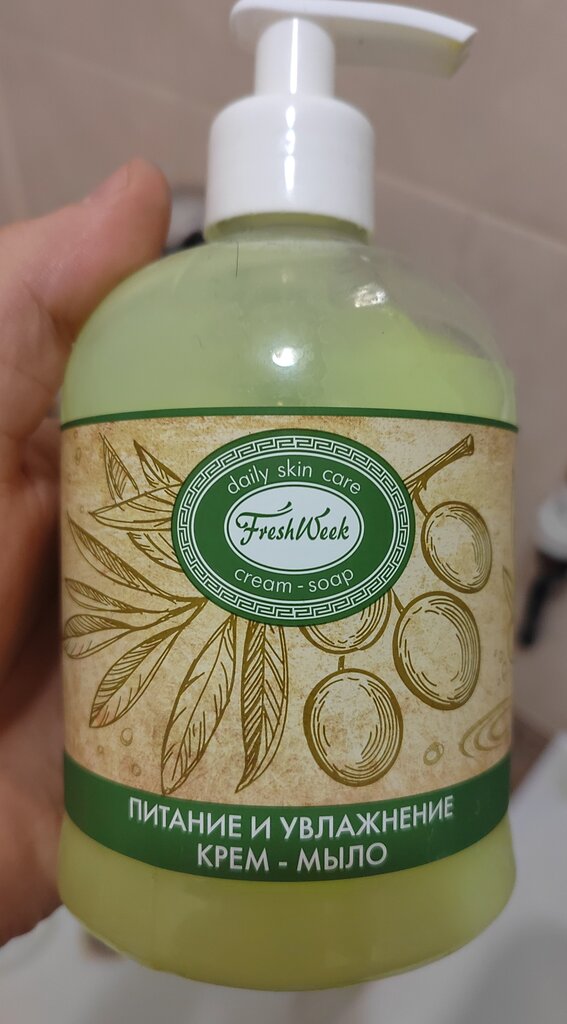 daily skin care
FreshWeek
cream-soap
ПИТАНИЕ И УВЛАЖНЕНИЕ
КРЕМ - МЫЛО